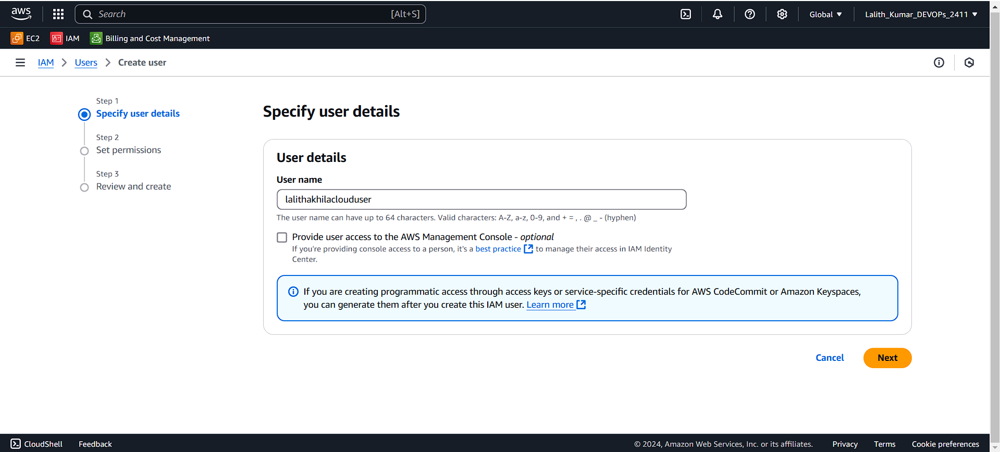 aws
Search [Alt+S]
Global
Lalith_Kumar_DEVOPs_2411
EC2
IAM
Billing and Cost Management
IAM
Users
Create user
Step 1
Specify user details
Step 2
Set permissions
Step 3
Review and create
Specify user details
User details
User name
lalithakhilaclouduser
The user name can have up to 64 characters. Valid characters: A-Z, a-z, 0-9, and + = , . @ _ - (hyphen)
Provide user access to the AWS Management Console - optional
If you're providing console access to a person, it's a best practice to manage their access in IAM Identity
Center.
If you are creating programmatic access through access keys or service-specific credentials for AWS CodeCommit or Amazon Keyspaces,
you can generate them after you create this IAM user. Learn more
Cancel
Next
CloudShell
Feedback
© 2024, Amazon Web Services, Inc. or its affiliates.
Privacy
Terms
Cookie preferences